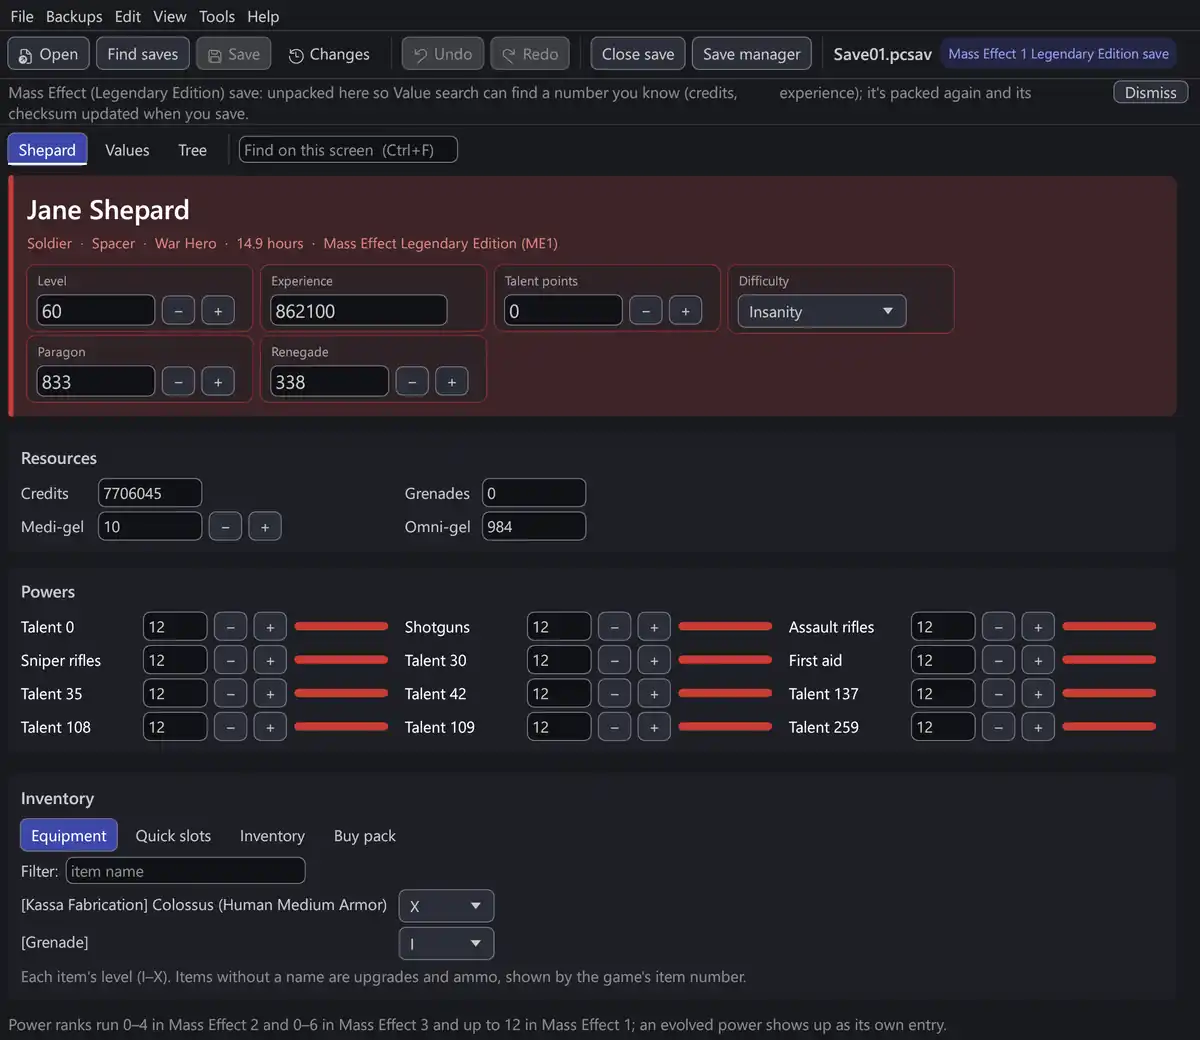 File Backups Edit View Tools Help
Open Find saves Save Changes Undo Redo Close save Save manager Save01.pcsav Mass Effect 1 Legendary Edition save
Mass Effect (Legendary Edition) save: unpacked here so Value search can find a number you know (credits, experience); it's packed again and its
checksum updated when you save.
Dismiss
Shepard Values Tree Find on this screen (Ctrl+F)
Jane Shepard
Soldier · Spacer · War Hero · 14.9 hours · Mass Effect Legendary Edition (ME1)
Level Experience Talent points Difficulty
60 − + 862100 0 − + Insanity
Paragon Renegade
833 − + 338 − +
Resources
Credits 7706045 Grenades 0
Medi-gel 10 − + Omni-gel 984
Powers
Talent 0 12 − + Shotguns 12 − + Assault rifles 12 − +
Sniper rifles 12 − + Talent 30 12 − + First aid 12 − +
Talent 35 12 − + Talent 42 12 − + Talent 137 12 − +
Talent 108 12 − + Talent 109 12 − + Talent 259 12 − +
Inventory
Equipment Quick slots Inventory Buy pack
Filter: item name
[Kassa Fabrication] Colossus (Human Medium Armor) X
[Grenade] I
Each item's level (I–X). Items without a name are upgrades and ammo, shown by the game's item number.
Power ranks run 0–4 in Mass Effect 2 and 0–6 in Mass Effect 3 and up to 12 in Mass Effect 1; an evolved power shows up as its own entry.